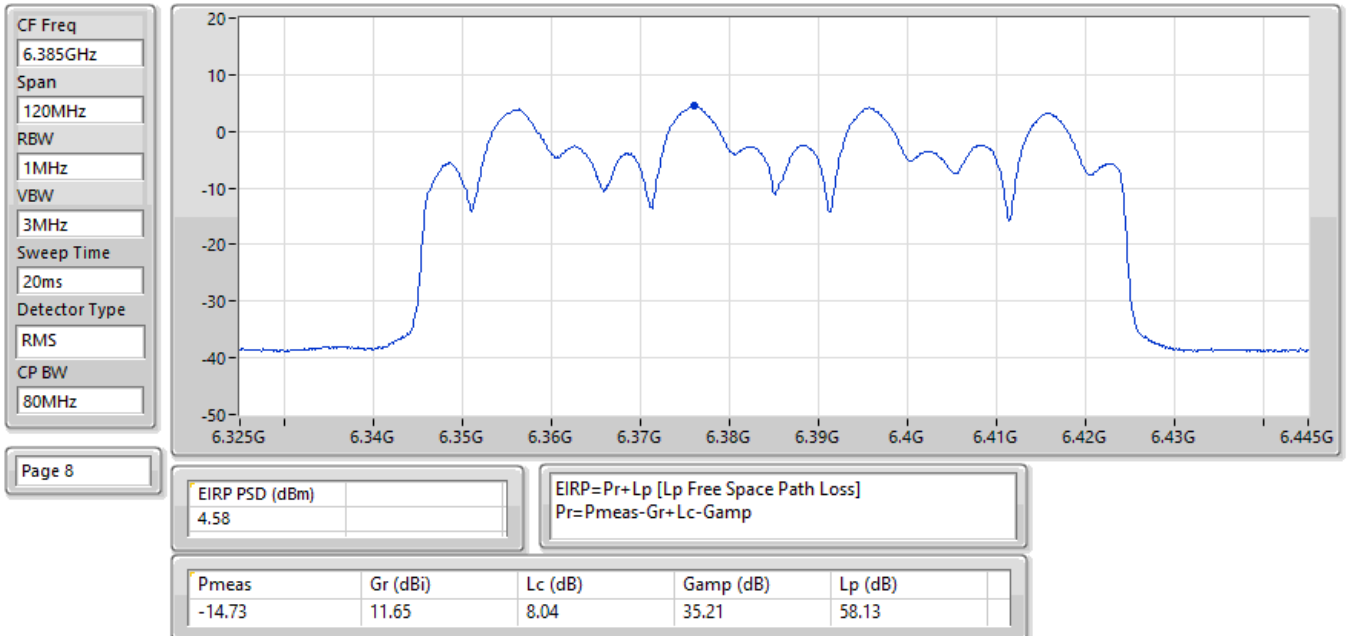 CF Freq
6.385GHz
Span
120MHz
RBW
1MHz
VBW
3MHz
Sweep Time
20ms
Detector Type
RMS
CP BW
80MHz
Page 8
20
10
0
-10
-20
-30
-40
-50
6.325G 6.34G 6.35G 6.36G 6.37G 6.38G 6.39G 6.4G 6.41G 6.42G 6.43G 6.445G
EIRP PSD (dBm)
4.58
EIRP=Pr+Lp [Lp Free Space Path Loss]
Pr=Pmeas-Gr+Lc-Gamp
Pmeas Gr (dBi) Lc (dB) Gamp (dB) Lp (dB)
-14.73 11.65 8.04 35.21 58.13